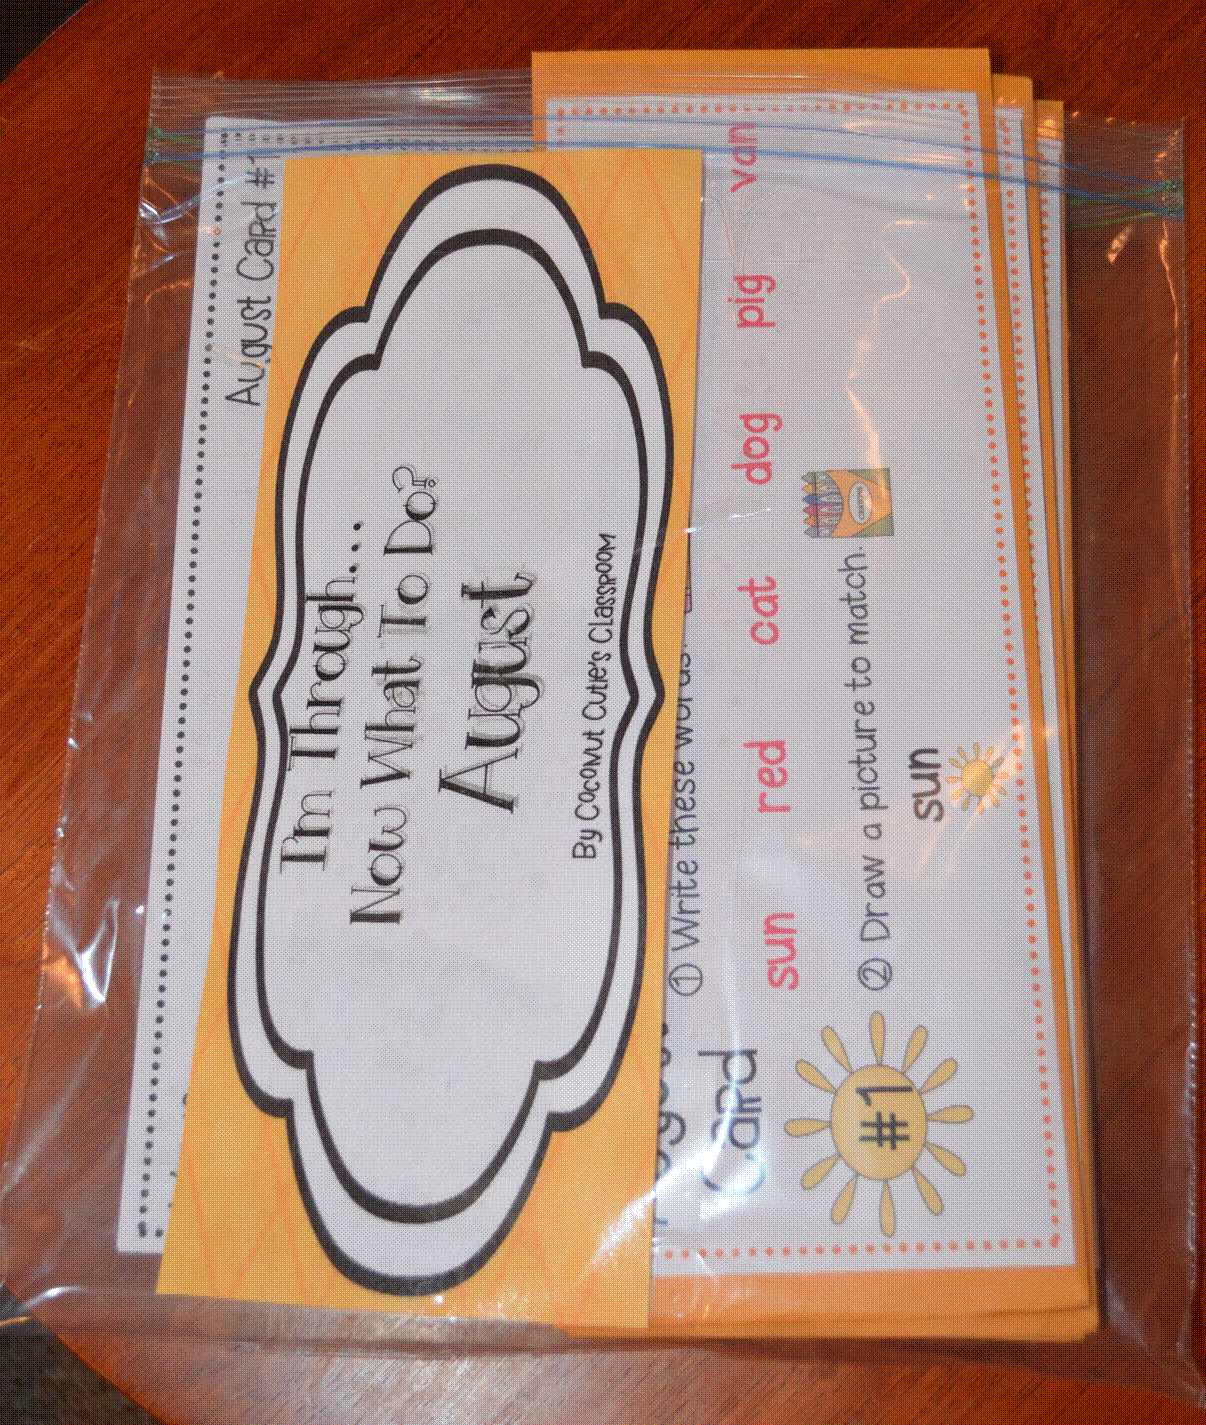 August Card #1
I'm Through...
Now What To Do?
August
By Coconut Cutie's Classroom
Card
#1
① Write these words.
sun red cat dog pig van
② Draw a picture to match.
sun